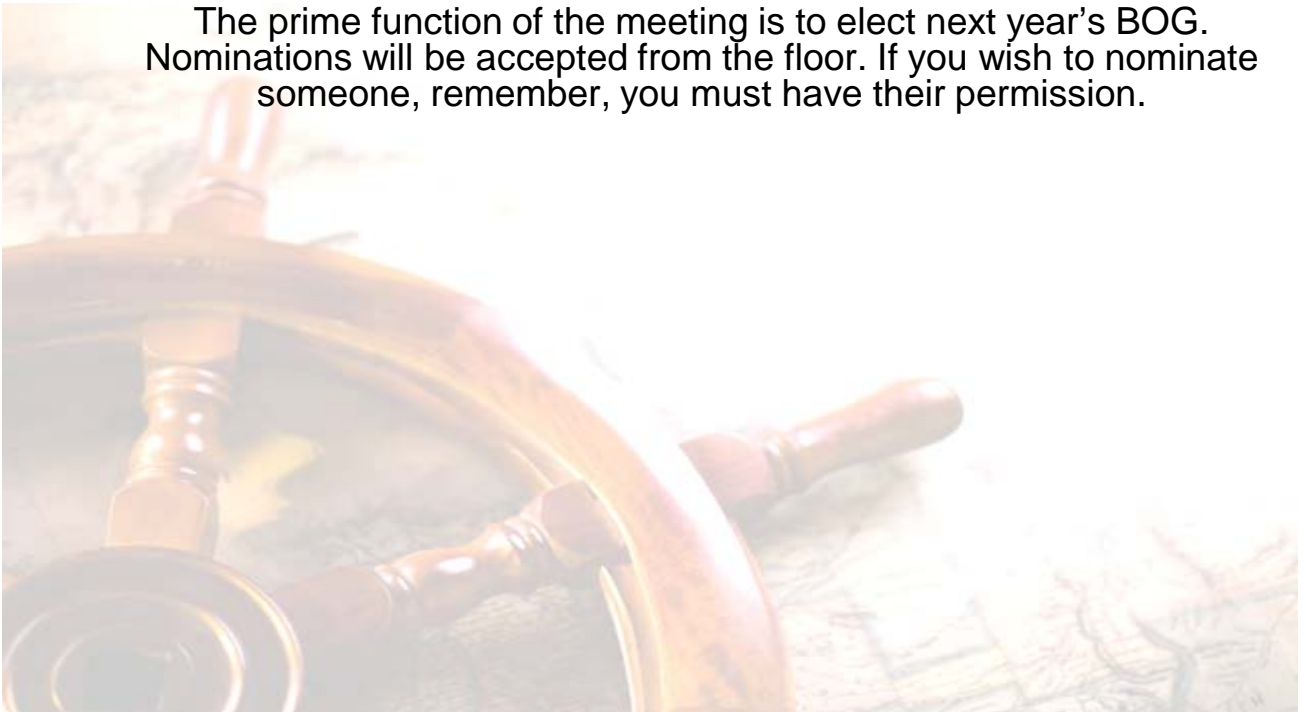 The prime function of the meeting is to elect next year’s BOG.
Nominations will be accepted from the floor. If you wish to nominate
someone, remember, you must have their permission.